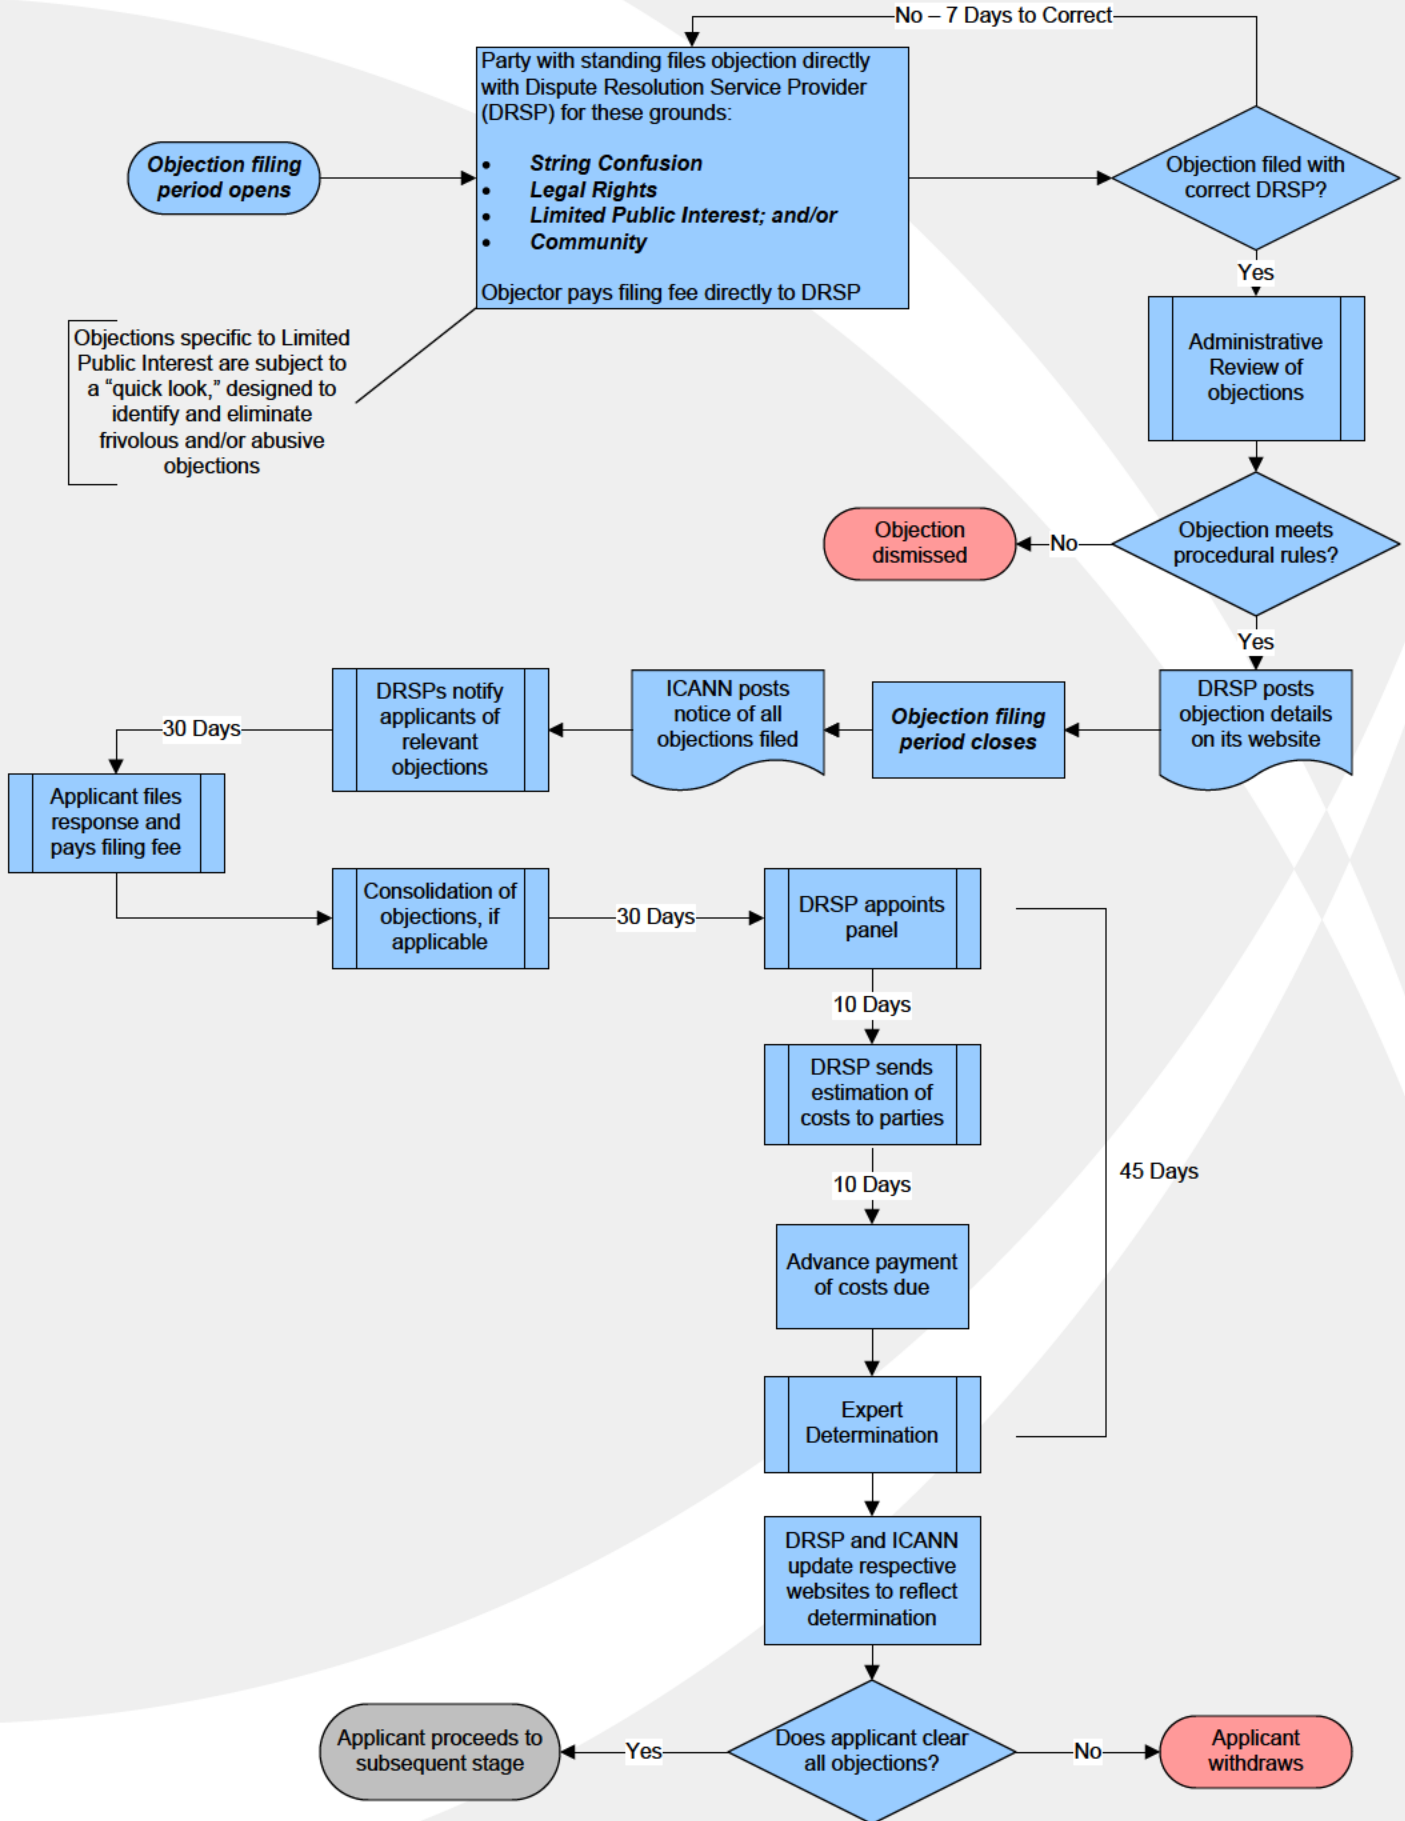 No – 7 Days to Correct
Party with standing files objection directly
with Dispute Resolution Service Provider
(DRSP) for these grounds:
• String Confusion
• Legal Rights
• Limited Public Interest; and/or
• Community
Objector pays filing fee directly to DRSP
Objection filing
period opens
Objection filed with
correct DRSP?
Yes
Objections specific to Limited
Public Interest are subject to
a “quick look,” designed to
identify and eliminate
frivolous and/or abusive
objections
Administrative
Review of
objections
Objection
dismissed
No
Objection meets
procedural rules?
Yes
DRSP posts
objection details
on its website
Objection filing
period closes
ICANN posts
notice of all
objections filed
DRSPs notify
applicants of
relevant
objections
30 Days
Applicant files
response and
pays filing fee
Consolidation of
objections, if
applicable
30 Days
DRSP appoints
panel
10 Days
DRSP sends
estimation of
costs to parties
10 Days
45 Days
Advance payment
of costs due
Expert
Determination
DRSP and ICANN
update respective
websites to reflect
determination
Does applicant clear
all objections?
Yes
Applicant proceeds to
subsequent stage
No
Applicant
withdraws